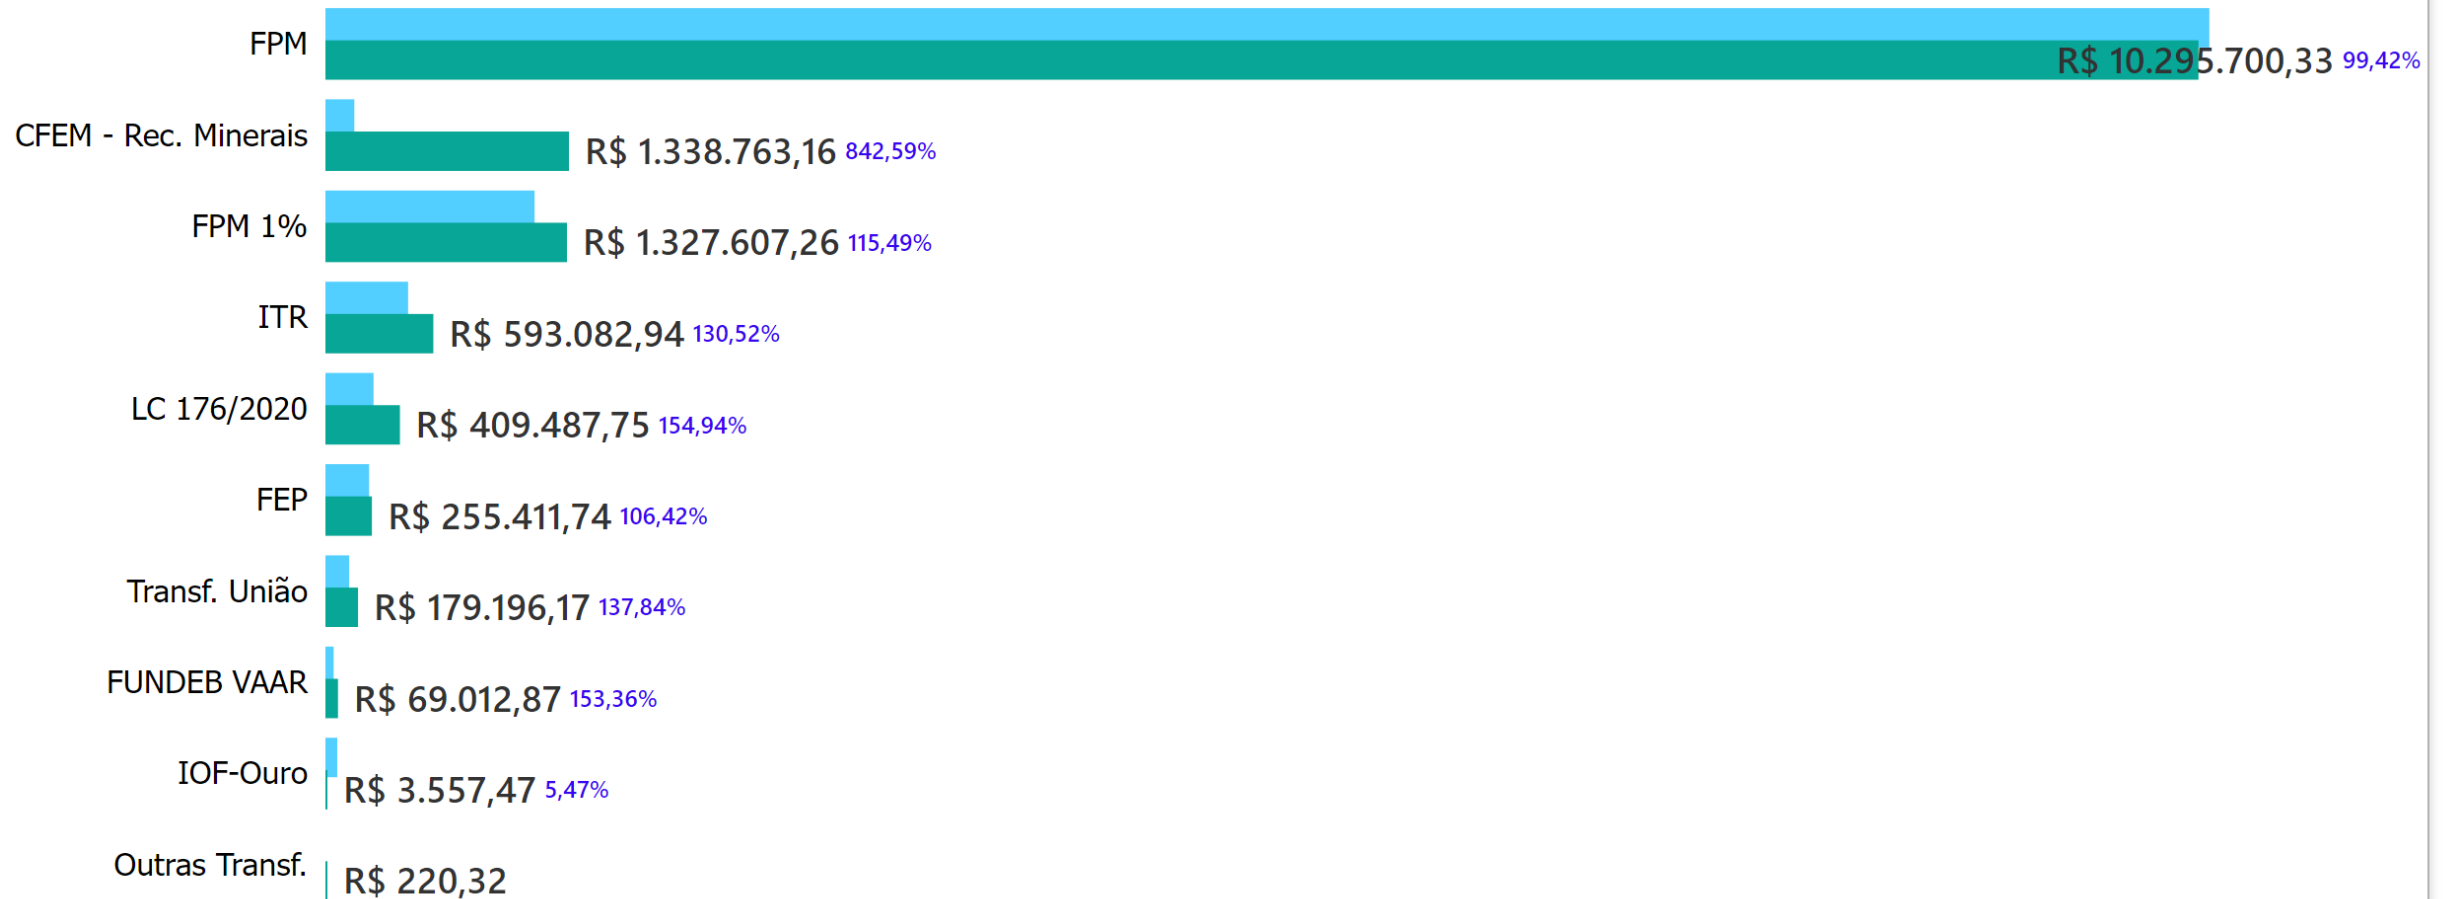 FPM R$ 10.295.700,33 99,42%
CFEM - Rec. Minerais R$ 1.338.763,16 842,59%
FPM 1% R$ 1.327.607,26 115,49%
ITR R$ 593.082,94 130,52%
LC 176/2020 R$ 409.487,75 154,94%
FEP R$ 255.411,74 106,42%
Transf. União R$ 179.196,17 137,84%
FUNDEB VAAR R$ 69.012,87 153,36%
IOF-Ouro R$ 3.557,47 5,47%
Outras Transf. R$ 220,32